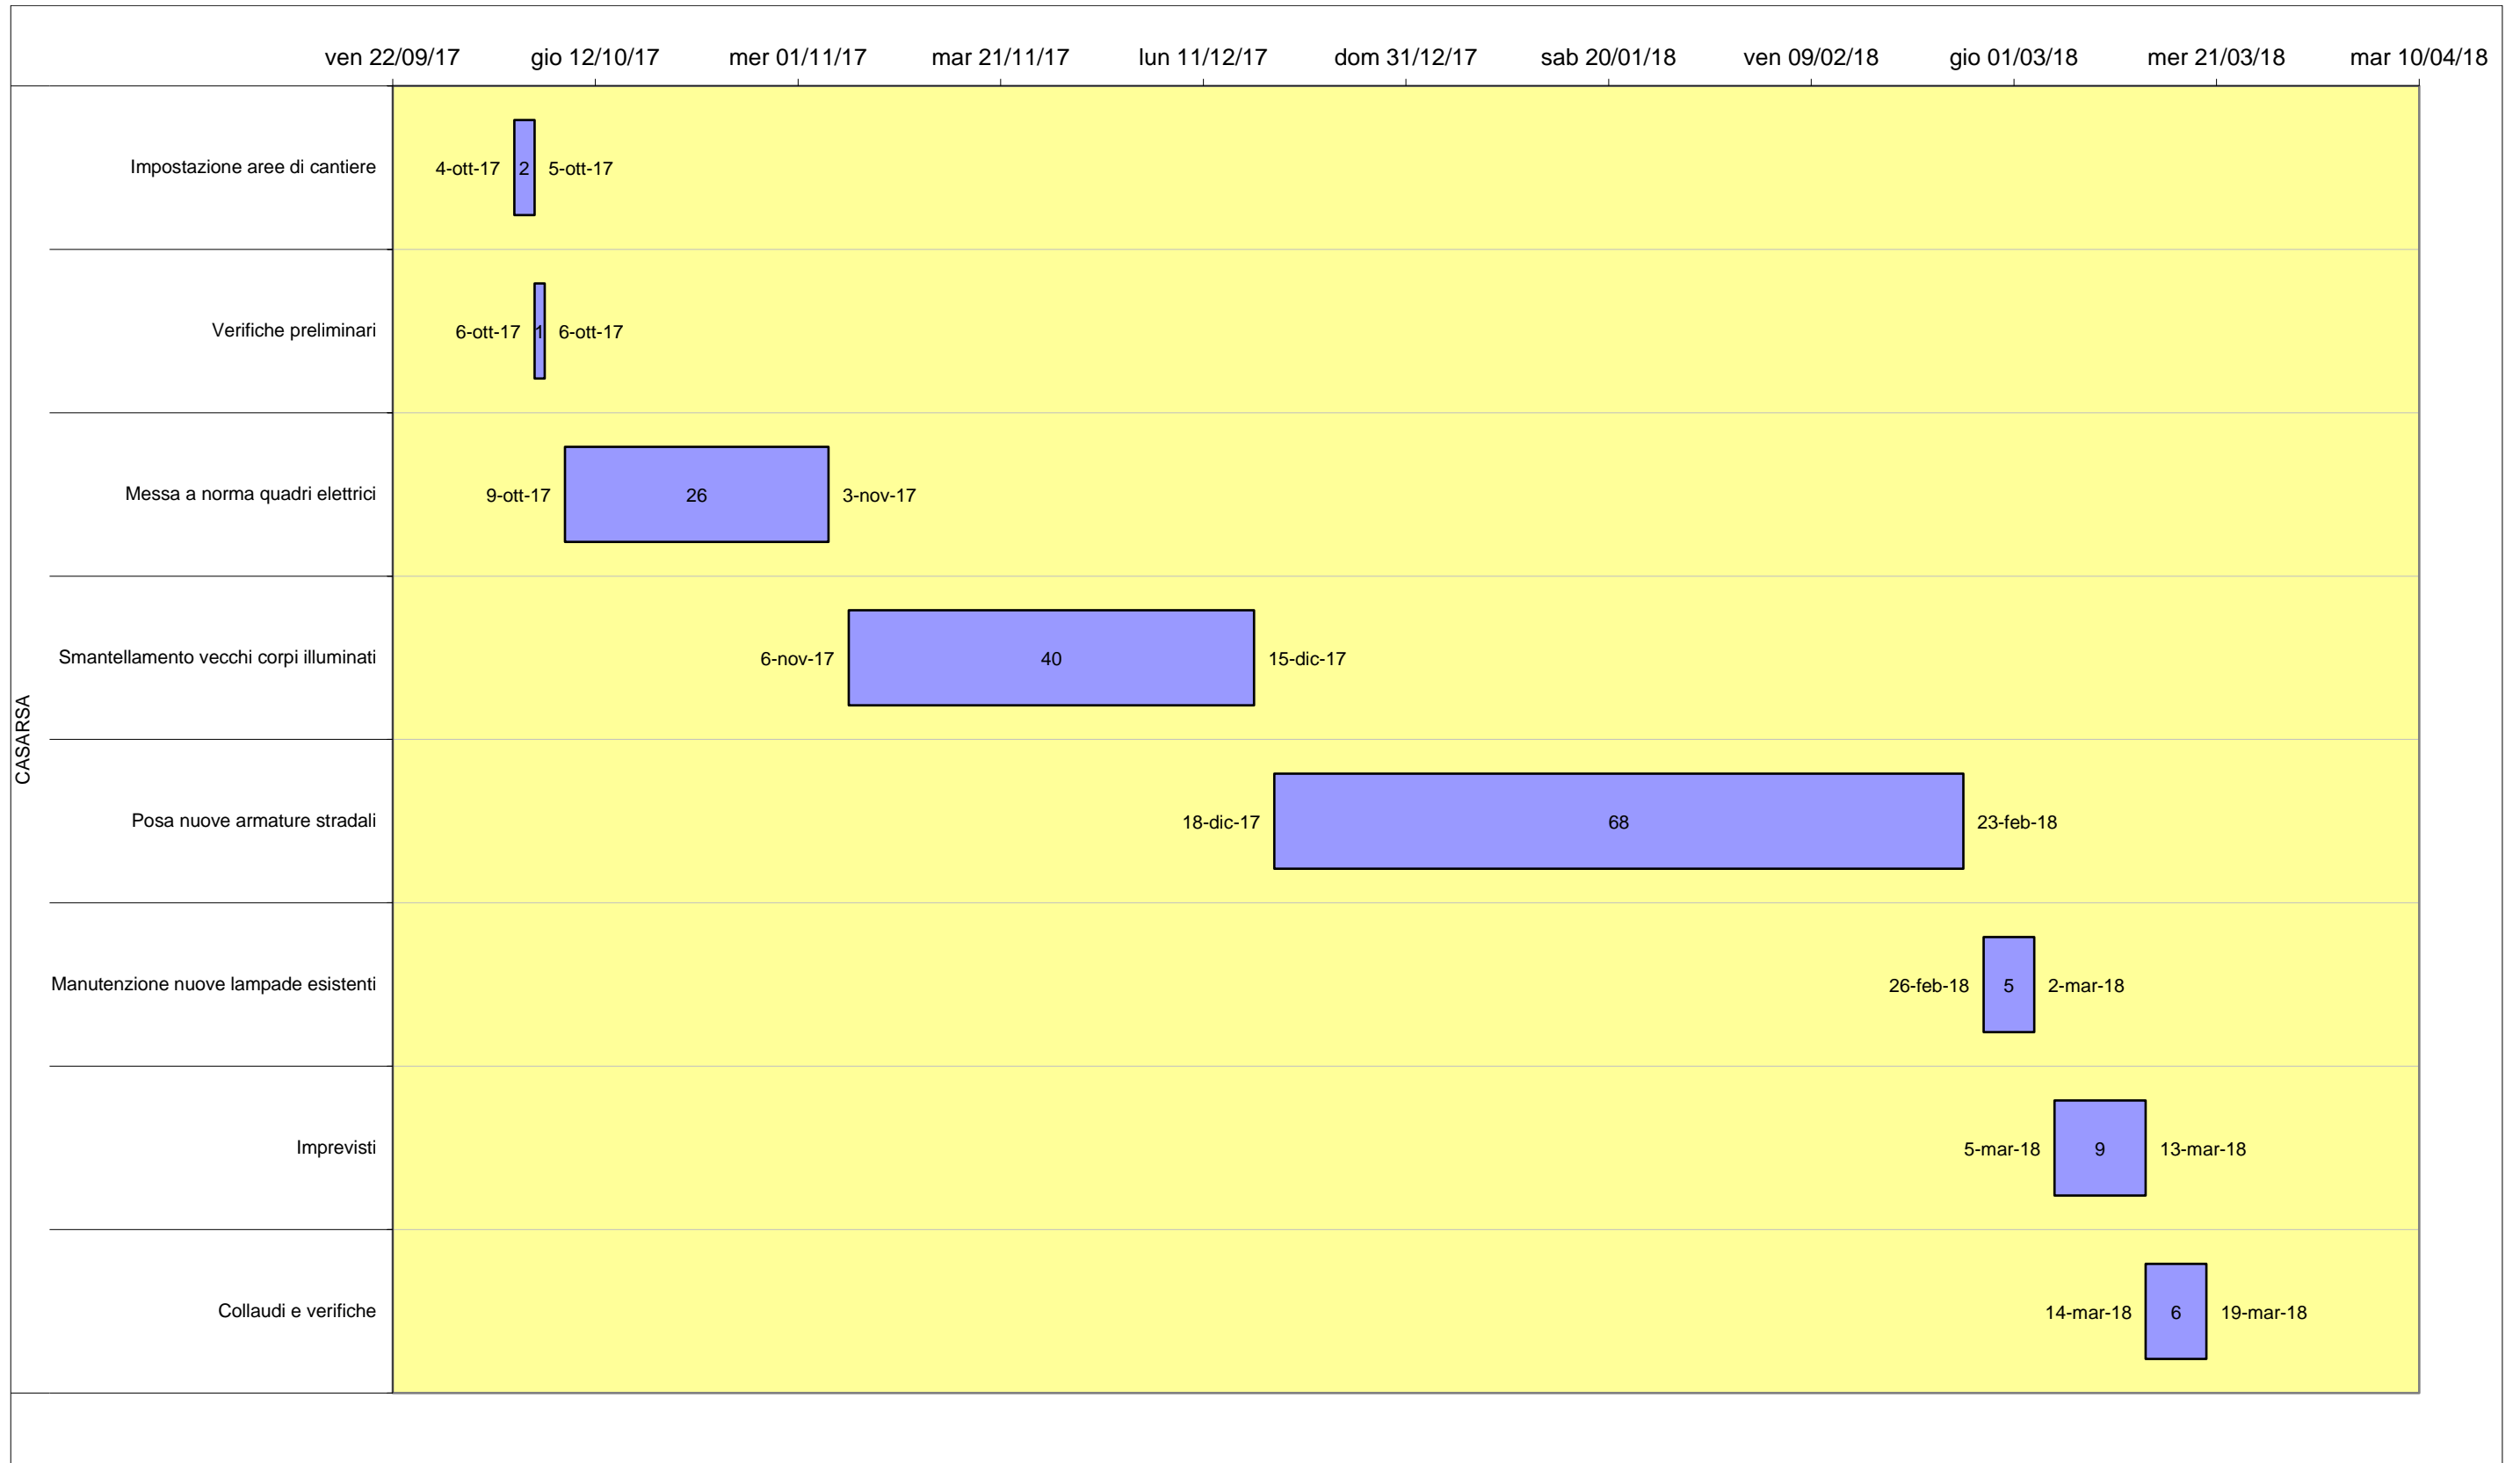 ven 22/09/17 gio 12/10/17 mer 01/11/17 mar 21/11/17 lun 11/12/17 dom 31/12/17 sab 20/01/18 ven 09/02/18 gio 01/03/18 mer 21/03/18 mar 10/04/18
CASARSA
Impostazione aree di cantiere 4-ott-17 2 5-ott-17
Verifiche preliminari 6-ott-17 1 6-ott-17
Messa a norma quadri elettrici 9-ott-17 26 3-nov-17
Smantellamento vecchi corpi illuminati 6-nov-17 40 15-dic-17
Posa nuove armature stradali 18-dic-17 68 23-feb-18
Manutenzione nuove lampade esistenti 26-feb-18 5 2-mar-18
Imprevisti 5-mar-18 9 13-mar-18
Collaudi e verifiche 14-mar-18 6 19-mar-18